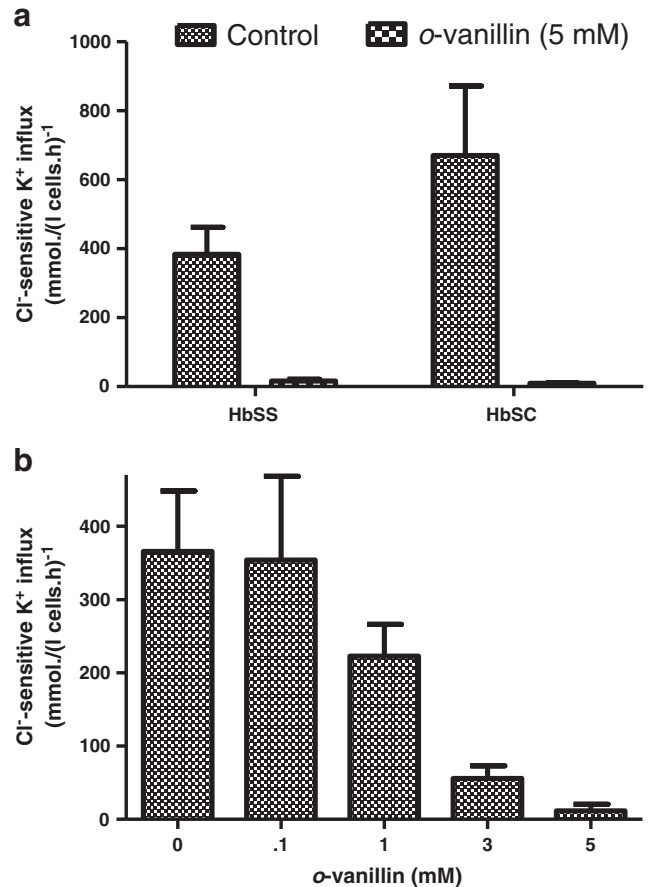 a
Control
o-vanillin (5 mM)
Cl⁻-sensitive K⁺ influx
(mmol./(l cells.h)⁻¹
1000
800
600
400
200
0
HbSS
HbSC
b
Cl⁻-sensitive K⁺ influx
(mmol./(l cells.h)⁻¹
400
300
200
100
0
0
.1
1
3
5
o-vanillin (mM)